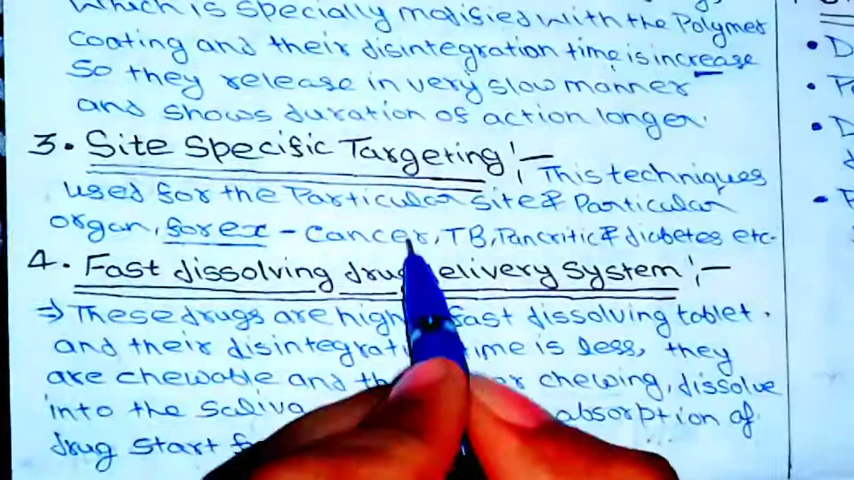 which is specially modified with the Polymer
coating and their disintegration time is increase
So they release in very slow manner
and shows duration of action longer.
3. Site Specific Targeting :- This techniques
used for the Particular site & Particular
organ, for ex - Cancer, TB, Pancritic & diabetes etc.
4. Fast dissolving drug delivery system :-
⇒ These drugs are high fast dissolving tablet.
and their disintegrat time is less, they
are chewable and chewing, dissolve
into the Saliva absorption of
drug start